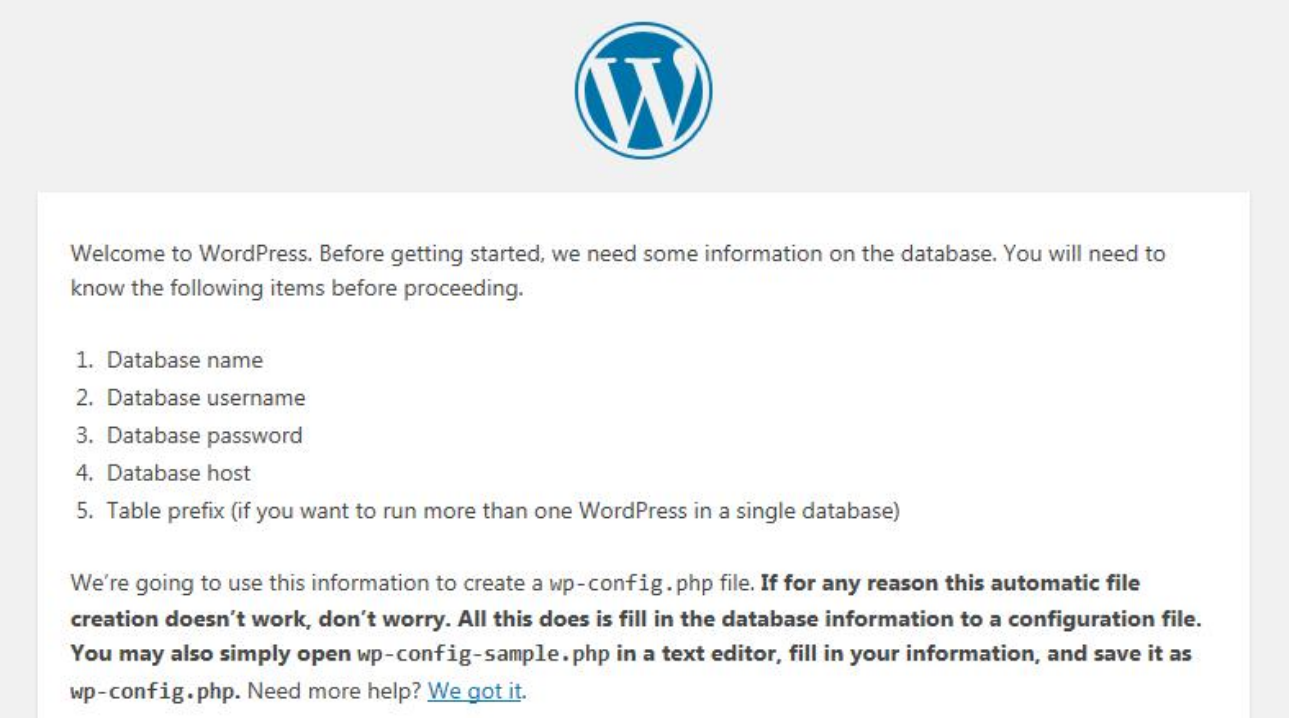 Welcome to WordPress. Before getting started, we need some information on the database. You will need to
know the following items before proceeding.
1. Database name
2. Database username
3. Database password
4. Database host
5. Table prefix (if you want to run more than one WordPress in a single database)
We’re going to use this information to create a wp-config.php file. If for any reason this automatic file
creation doesn’t work, don’t worry. All this does is fill in the database information to a configuration file.
You may also simply open wp-config-sample.php in a text editor, fill in your information, and save it as
wp-config.php. Need more help? We got it.